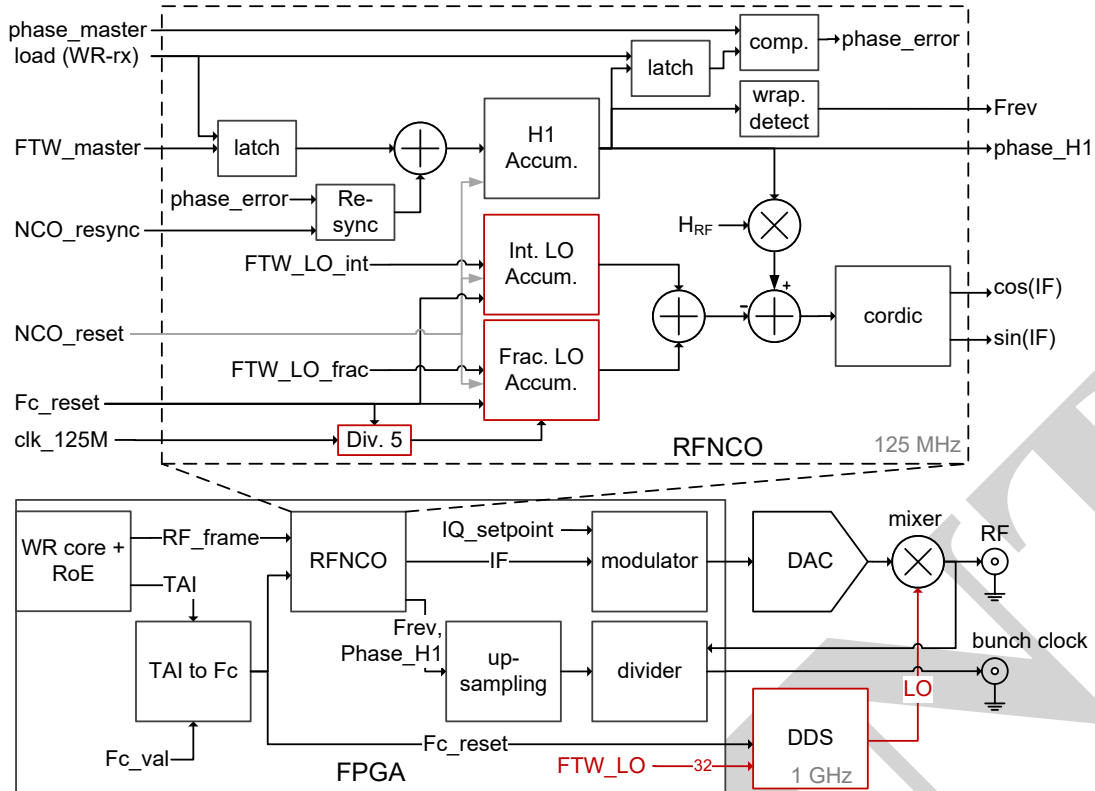 phase_master
load (WR-rx)
comp.
phase_error
latch
wrap.
detect
Frev
FTW_master
latch
H1
Accum.
phase_H1
phase_error
Re-
sync
NCO_resync
HRF
FTW_LO_int
Int. LO
Accum.
+
-
cos(IF)
cordic
NCO_reset
sin(IF)
FTW_LO_frac
Frac. LO
Accum.
Fc_reset
clk_125M
Div. 5
RFNCO
125 MHz
WR core +
RoE
RF_frame
TAI
RFNCO
IQ_setpoint
IF
modulator
DAC
mixer
RF
TAI to Fc
Frev,
Phase_H1
up-
sampling
divider
bunch clock
LO
Fc_val
Fc_reset
FTW_LO
32
DDS
1 GHz
FPGA